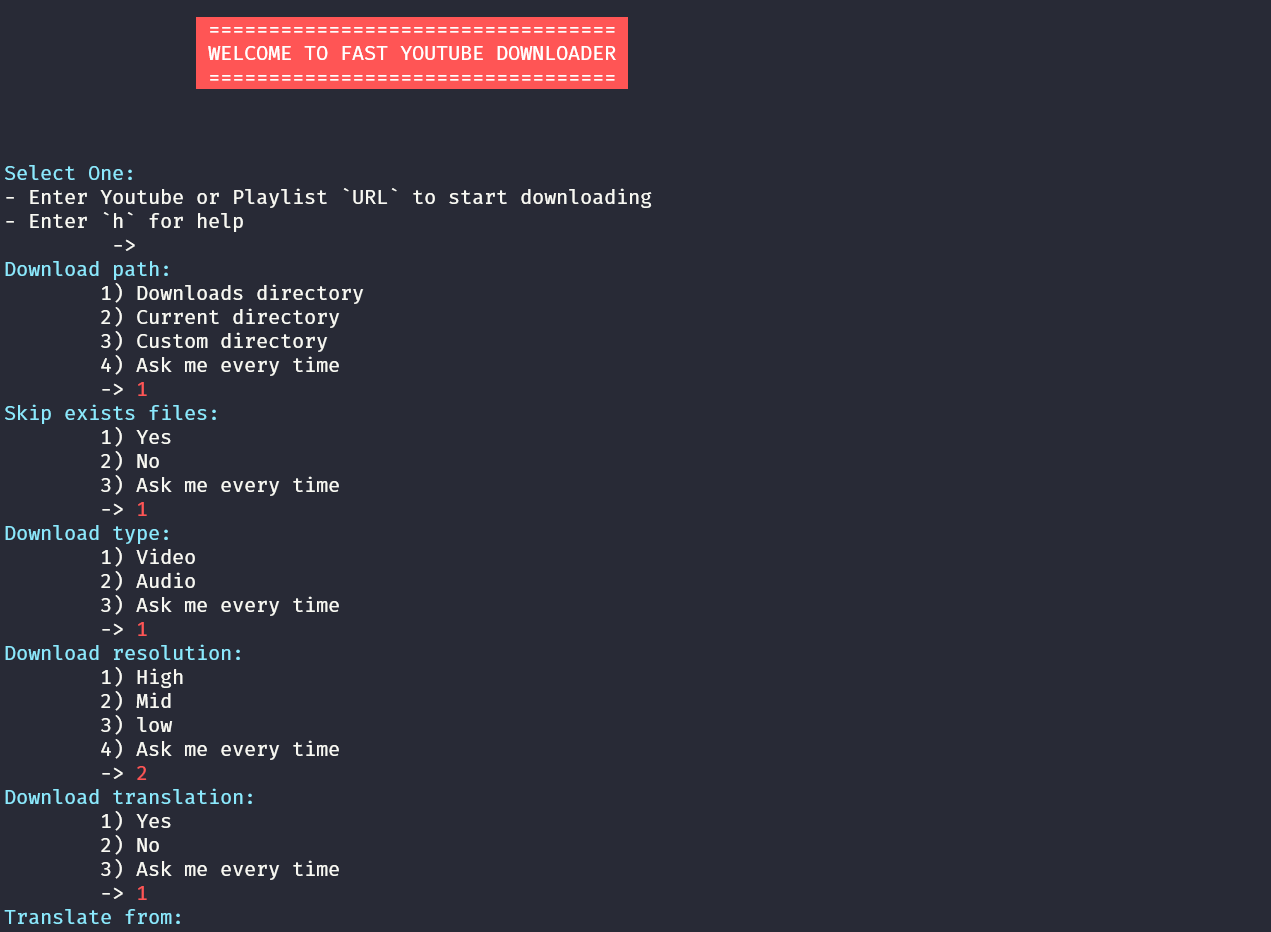 ==================================
WELCOME TO FAST YOUTUBE DOWNLOADER
==================================
Select One:
- Enter Youtube or Playlist `URL` to start downloading
- Enter `h` for help
->
Download path:
1) Downloads directory
2) Current directory
3) Custom directory
4) Ask me every time
-> 1
Skip exists files:
1) Yes
2) No
3) Ask me every time
-> 1
Download type:
1) Video
2) Audio
3) Ask me every time
-> 1
Download resolution:
1) High
2) Mid
3) low
4) Ask me every time
-> 2
Download translation:
1) Yes
2) No
3) Ask me every time
-> 1
Translate from: